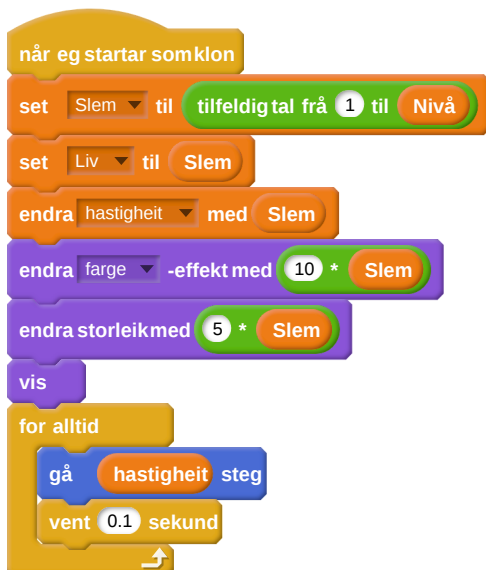 når eg startar som klon
set Slem til tilfeldig tal frå 1 til Nivå
set Liv til Slem
endra hastigheit med Slem
endra farge -effekt med 10 * Slem
endra storleik med 5 * Slem
vis
for alltid
gå hastigheit steg
vent 0.1 sekund